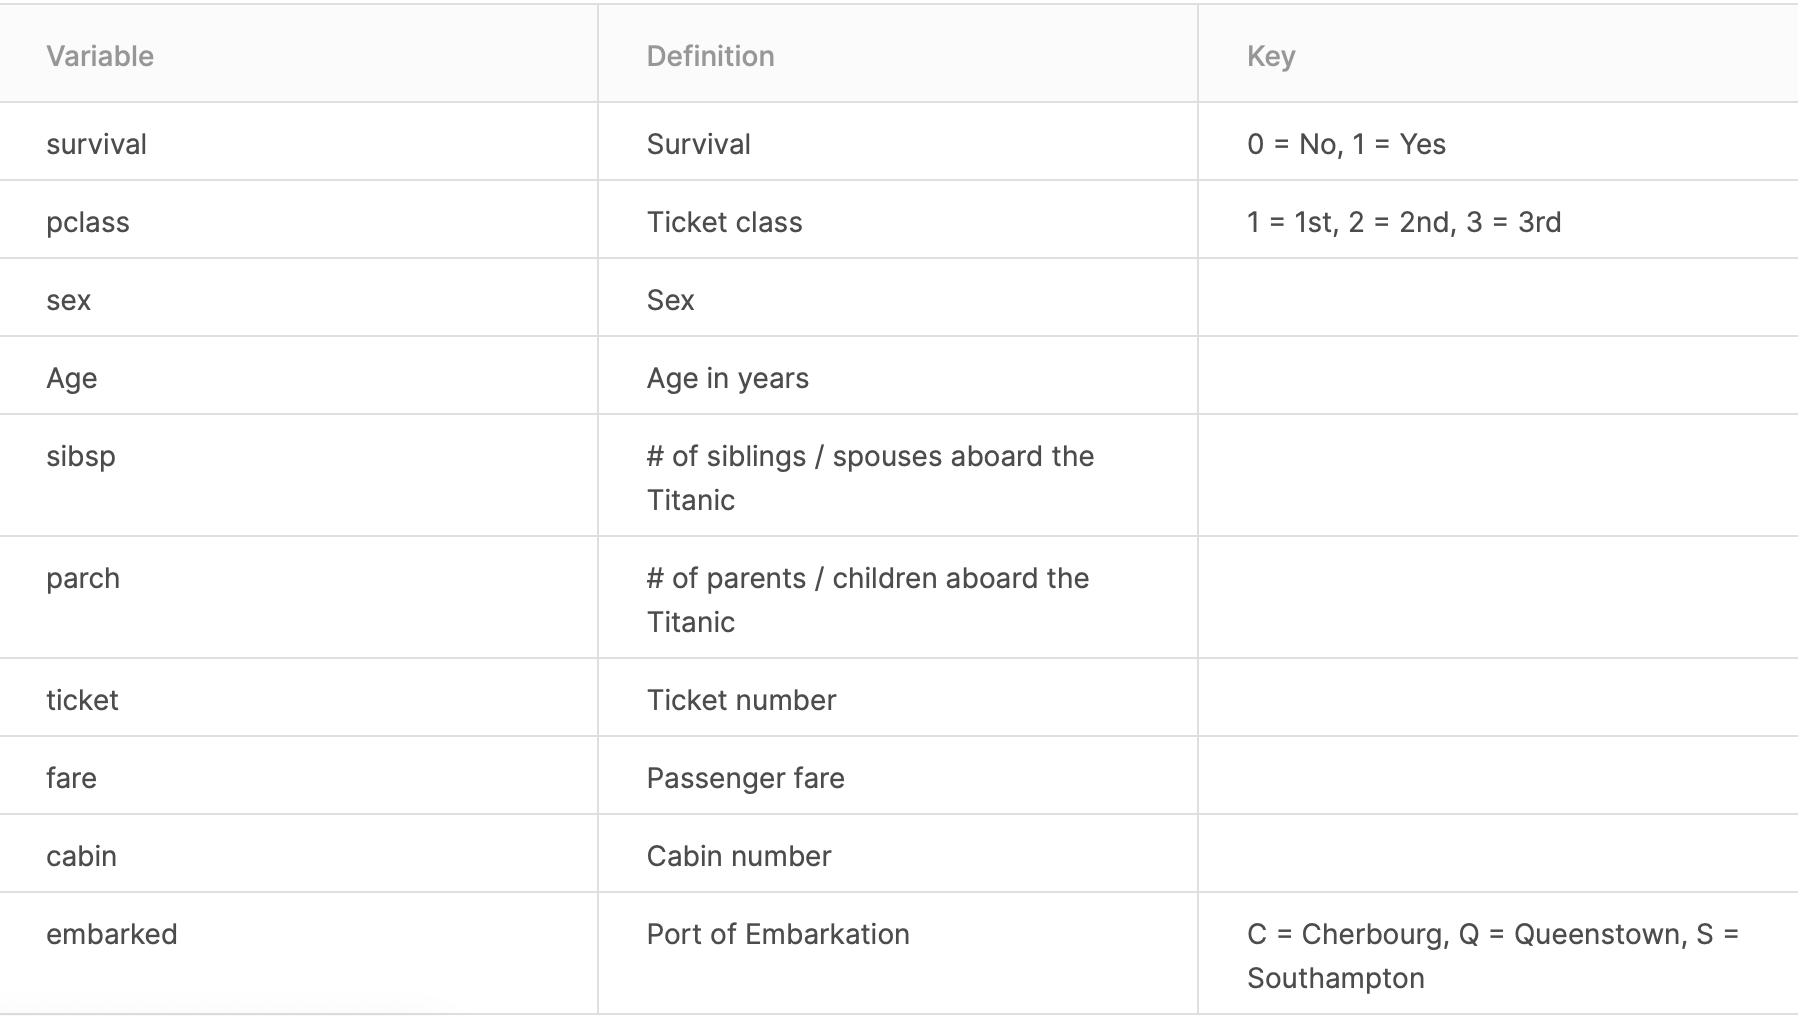 Variable Definition Key
survival Survival 0 = No, 1 = Yes
pclass Ticket class 1 = 1st, 2 = 2nd, 3 = 3rd
sex Sex
Age Age in years
sibsp # of siblings / spouses aboard the
Titanic
parch # of parents / children aboard the
Titanic
ticket Ticket number
fare Passenger fare
cabin Cabin number
embarked Port of Embarkation C = Cherbourg, Q = Queenstown, S =
Southampton